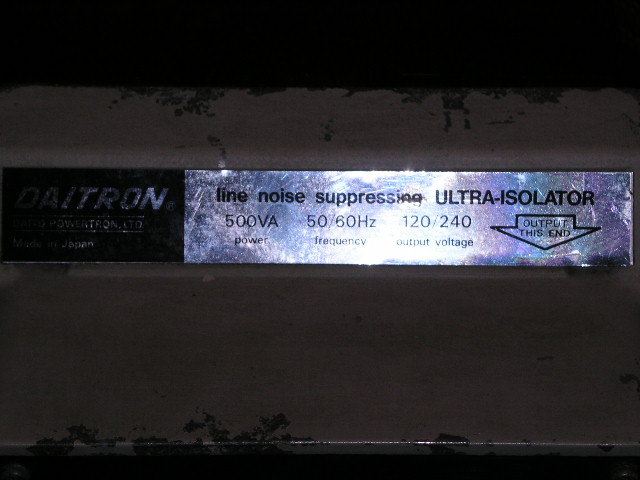 DAITRON®
DAITO POWERTRON, LTD.
Made in Japan
line noise suppressing ULTRA-ISOLATOR
500VA 50/60Hz 120/240
power frequency output voltage
OUTPUT
THIS END